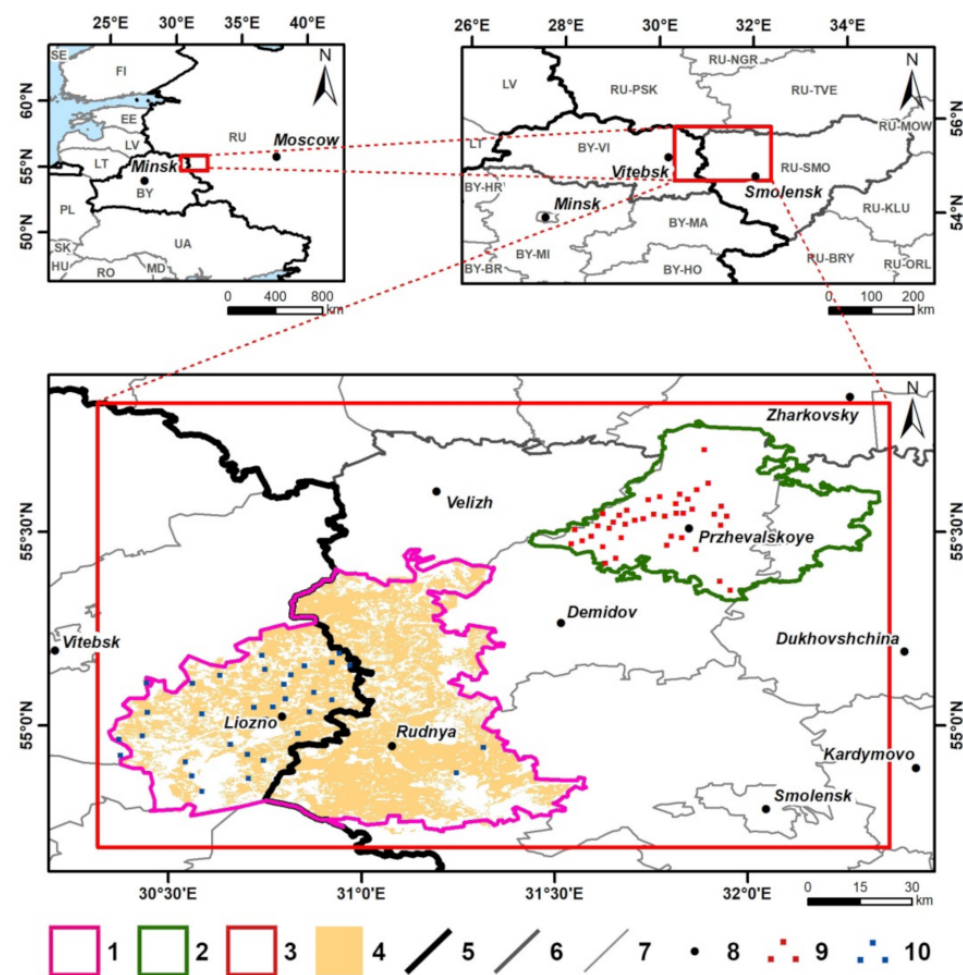 25°E 30°E 35°E 40°E
60°N
55°N
50°N
SE
FI
N
EE
LV
RU
LT
Moscow
Minsk
BY
PL
UA
SK
HU
RO
MD
0 400 800
km
26°E 28°E 30°E 32°E 34°E
56°N
54°N
RU-NGR
N
LV
RU-PSK
RU-TVE
RU-MOW
LT
BY-VI
Vitebsk
RU-SMO
BY-HR
Smolensk
Minsk
RU-KLU
BY-MA
BY-MI
RU-BRY
BY-BR
BY-HO
RU-ORL
0 100 200
km
N
Zharkovsky
Velizh
55°30'N
55°30'N
Przhevalskoye
Demidov
Vitebsk
Dukhovshchina
55°0'N
55°0'N
Liozno
Rudnya
Kardymovo
Smolensk
30°30'E 31°0'E 31°30'E 32°0'E
0 15 30
km
1 2 3 4 5 6 7 8 9 10